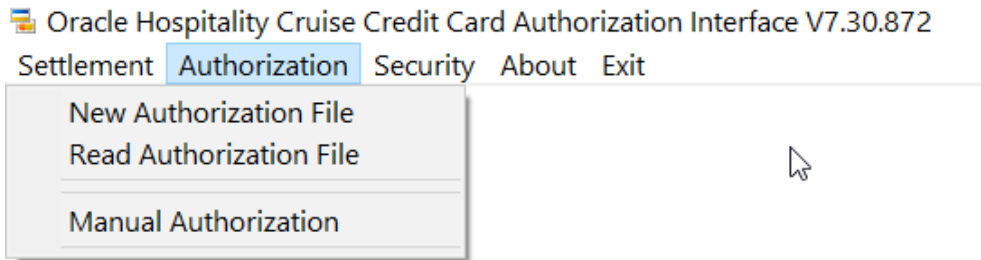 Oracle Hospitality Cruise Credit Card Authorization Interface V7.30.872
Settlement Authorization Security About Exit
New Authorization File
Read Authorization File
Manual Authorization